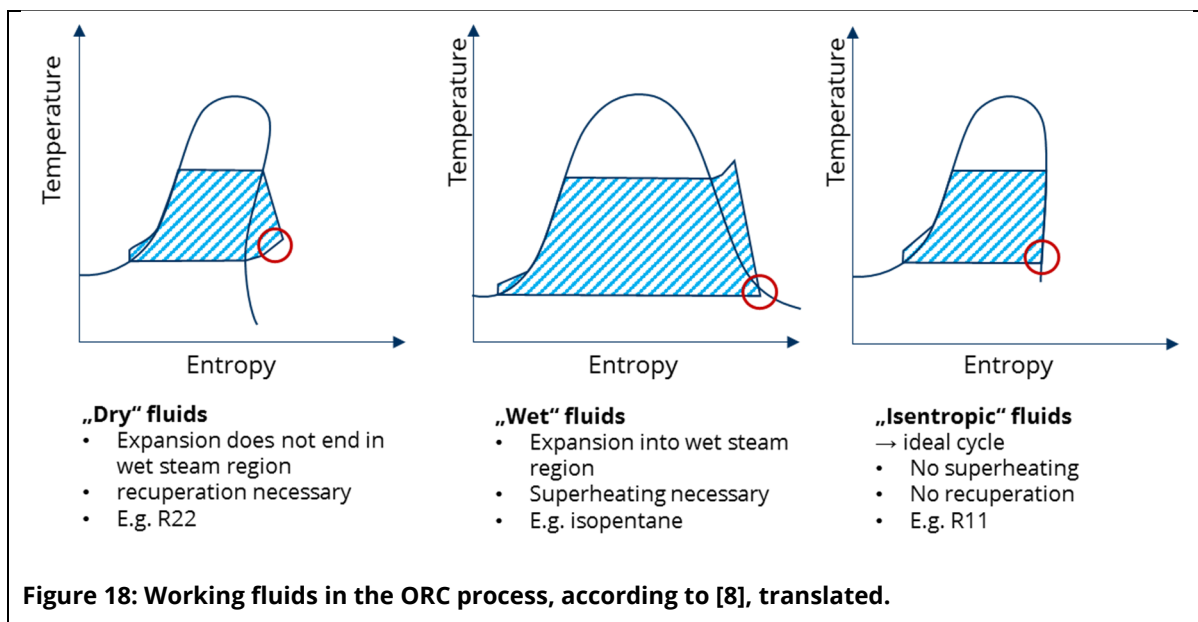 Temperature
Entropy
„Dry“ fluids
• Expansion does not end in
wet steam region
• recuperation necessary
• E.g. R22
Temperature
Entropy
„Wet“ fluids
• Expansion into wet steam
region
• Superheating necessary
• E.g. isopentane
Temperature
Entropy
„Isentropic“ fluids
→ ideal cycle
• No superheating
• No recuperation
• E.g. R11
Figure 18: Working fluids in the ORC process, according to [8], translated.